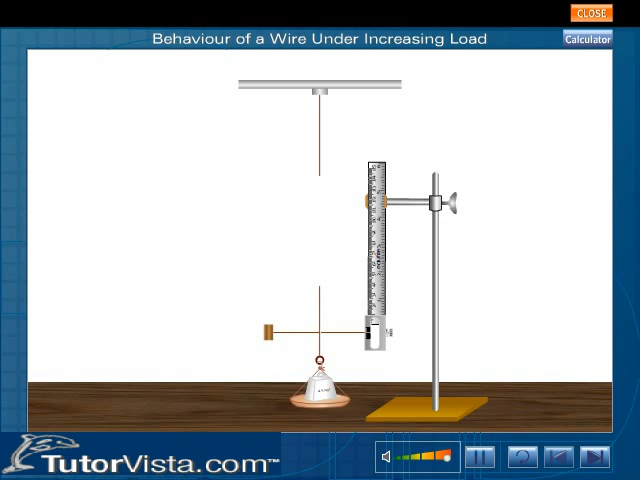 CLOSE
Behaviour of a Wire Under Increasing Load
Calculator
TutorVista.com™